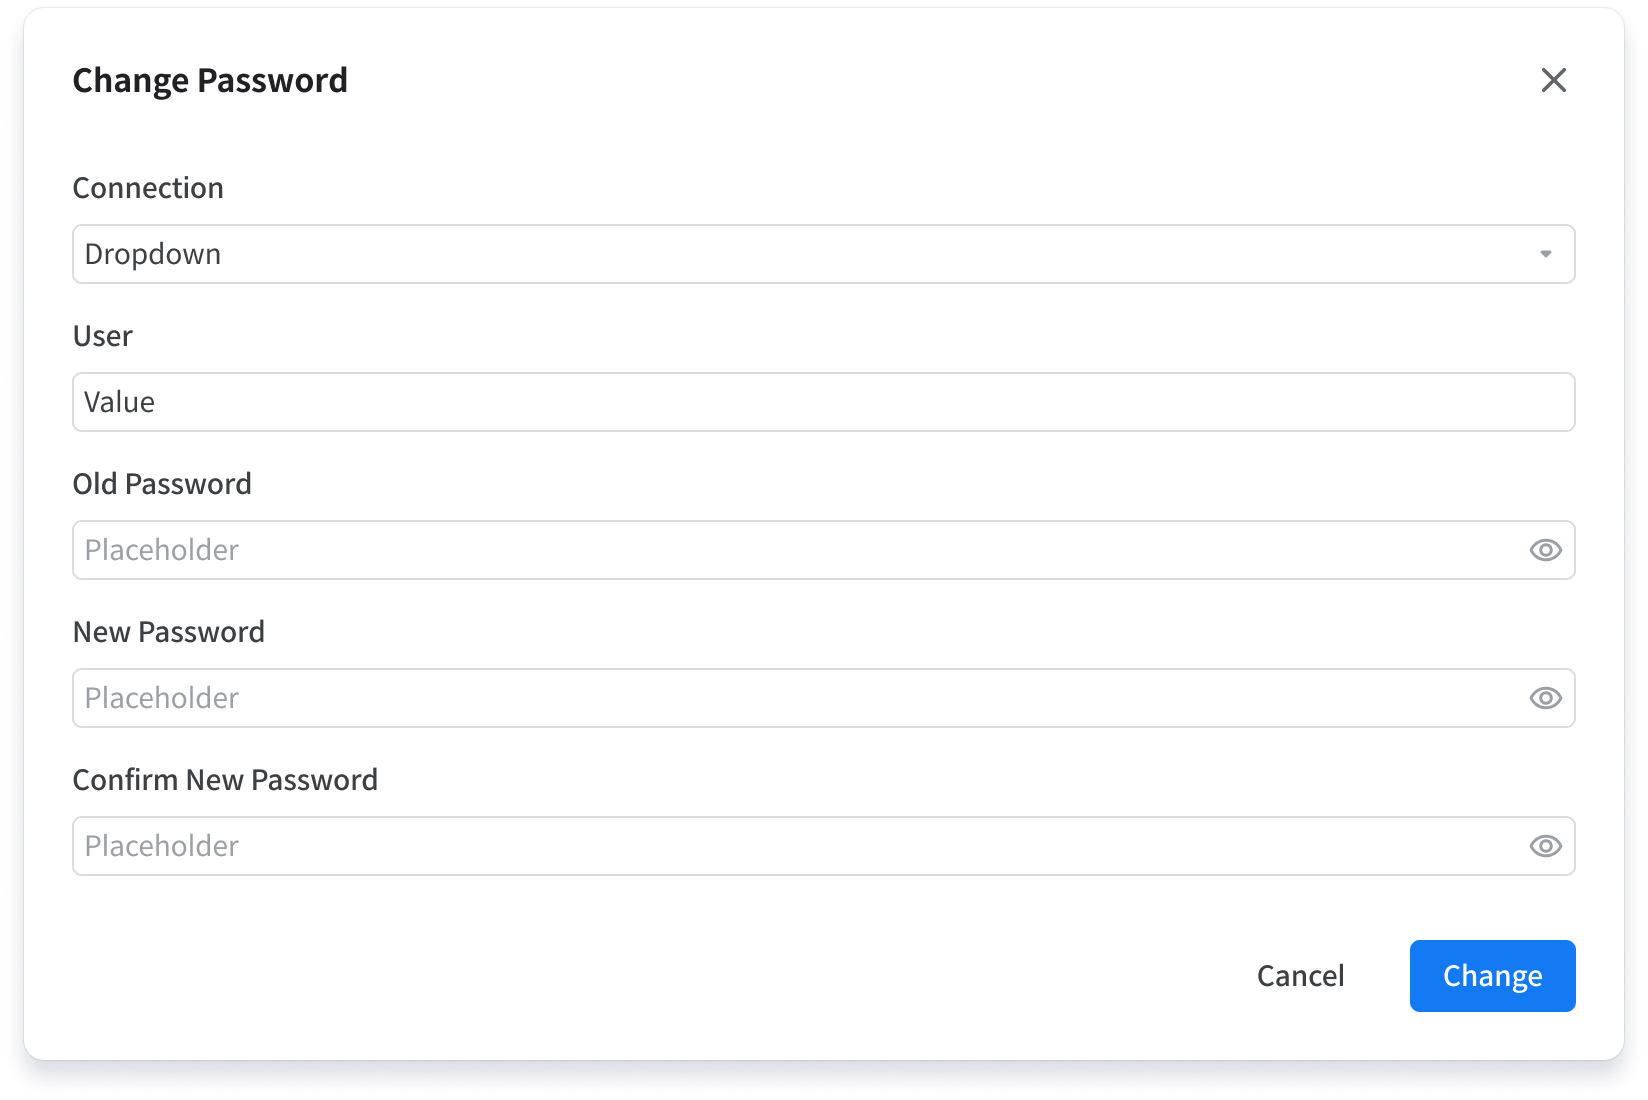 Change Password
Connection
Dropdown
User
Value
Old Password
Placeholder
New Password
Placeholder
Confirm New Password
Placeholder
Cancel
Change